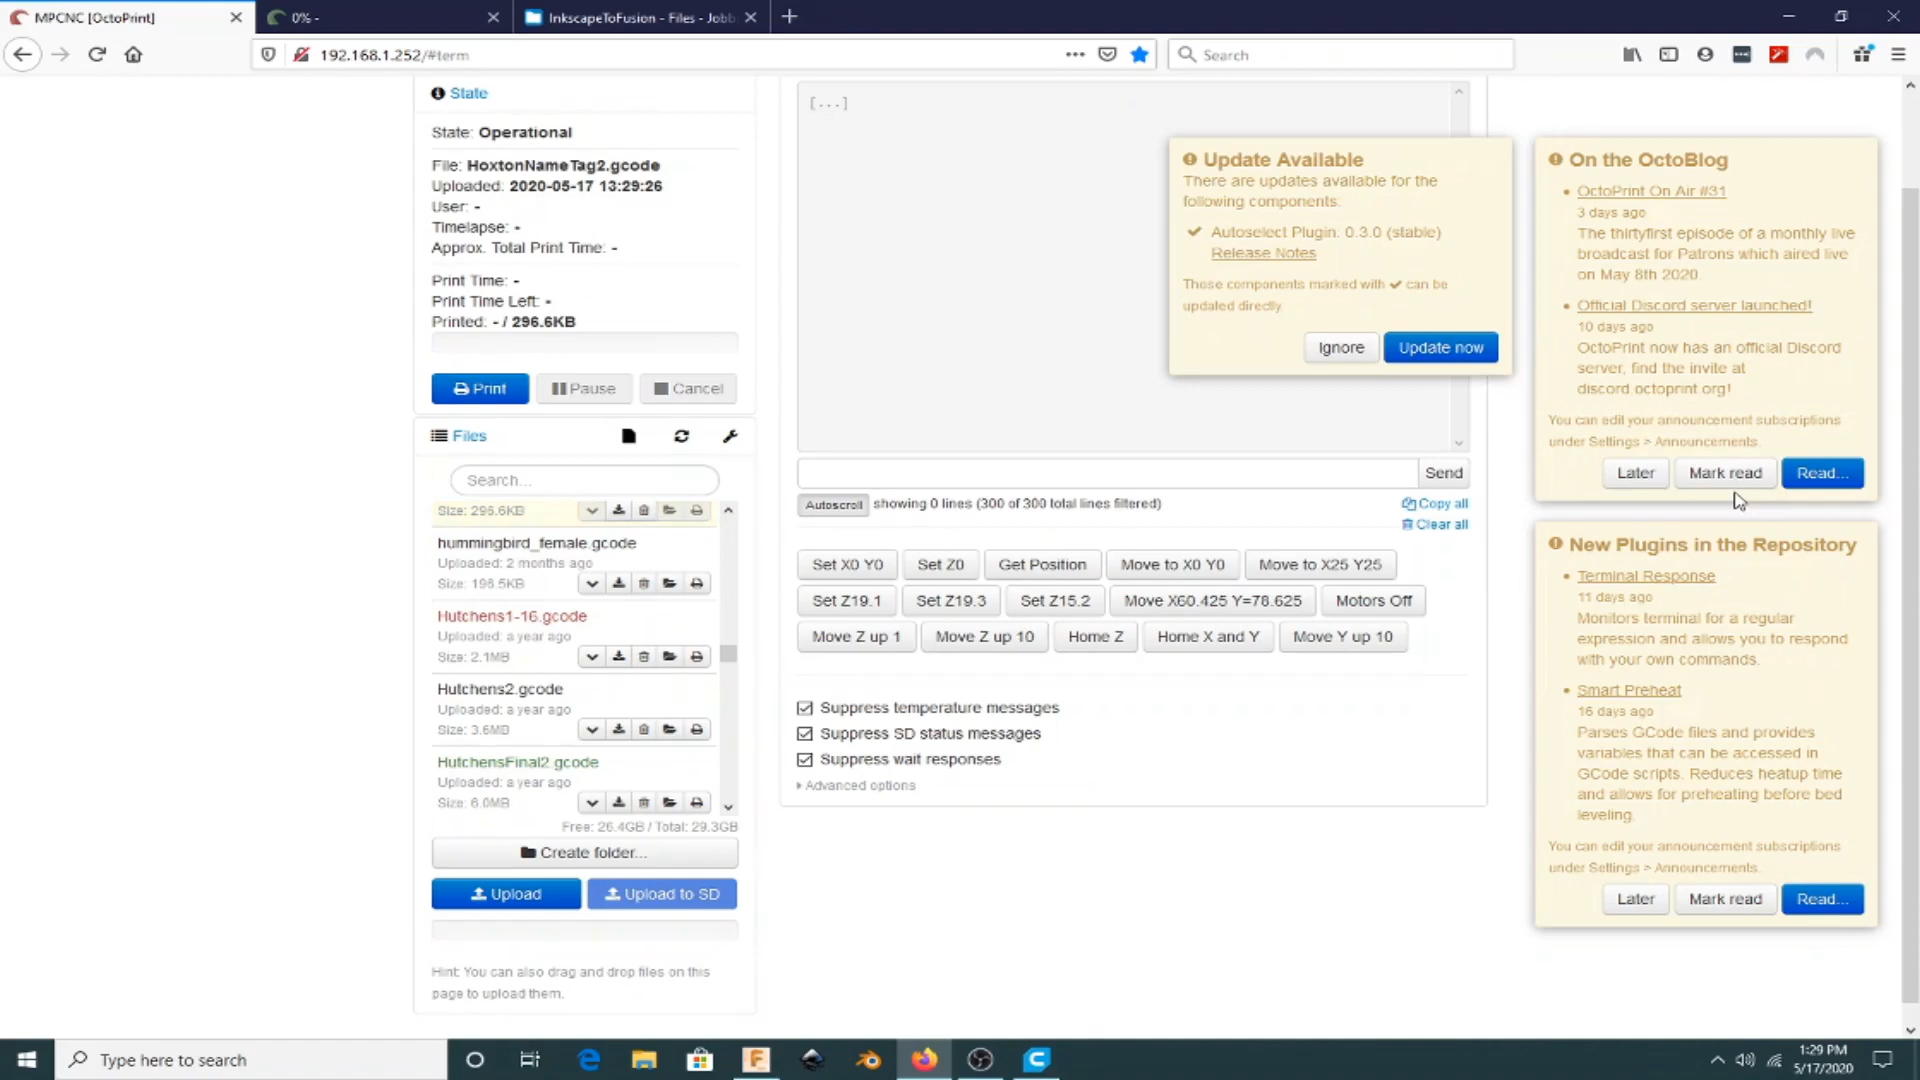 MPCNC [OctoPrint]
0% -
InkscapeToFusion - Files - Jobb
192.168.1.252/#term
Search
State
State: Operational
File: HoxtonNameTag2.gcode
Uploaded: 2020-05-17 13:29:26
User: -
Timelapse: -
Approx. Total Print Time: -
Print Time: -
Print Time Left: -
Printed: - / 296.6KB
Print
Pause
Cancel
Files
Search...
Size: 296.6KB
hummingbird_female.gcode
Uploaded: 2 months ago
Size: 196.5KB
Hutchens1-16.gcode
Uploaded: a year ago
Size: 2.1MB
Hutchens2.gcode
Uploaded: a year ago
Size: 3.6MB
HutchensFinal2.gcode
Uploaded: a year ago
Size: 6.0MB
Free: 26.4GB / Total: 29.3GB
Create folder...
Upload
Upload to SD
Hint: You can also drag and drop files on this
page to upload them.
[...]
Send
Autoscroll
showing 0 lines (300 of 300 total lines filtered)
Copy all
Clear all
Set X0 Y0
Set Z0
Get Position
Move to X0 Y0
Move to X25 Y25
Set Z19.1
Set Z19.3
Set Z15.2
Move X60.425 Y=78.625
Motors Off
Move Z up 1
Move Z up 10
Home Z
Home X and Y
Move Y up 10
Suppress temperature messages
Suppress SD status messages
Suppress wait responses
Advanced options
Update Available
There are updates available for the
following components:
Autoselect Plugin: 0.3.0 (stable)
Release Notes
Those components marked with ✔ can be
updated directly.
Ignore
Update now
On the OctoBlog
OctoPrint On Air #31
3 days ago
The thirtyfirst episode of a monthly live
broadcast for Patrons which aired live
on May 8th 2020.
Official Discord server launched!
10 days ago
OctoPrint now has an official Discord
server, find the invite at
discord.octoprint.org!
You can edit your announcement subscriptions
under Settings > Announcements.
Later
Mark read
Read...
New Plugins in the Repository
Terminal Response
11 days ago
Monitors terminal for a regular
expression and allows you to respond
with your own commands.
Smart Preheat
16 days ago
Parses GCode files and provides
variables that can be accessed in
GCode scripts. Reduces heatup time
and allows for preheating before bed
leveling.
You can edit your announcement subscriptions
under Settings > Announcements.
Later
Mark read
Read...
Type here to search
1:29 PM
5/17/2020